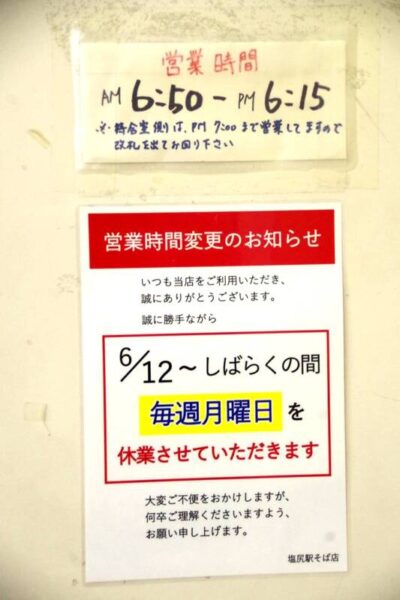 営業時間
AM 6:50 - PM 6:15
※待合室側は、PM 7:00まで営業してますので
改札を出てお回り下さい
営業時間変更のお知らせ
いつも当店をご利用いただき、
誠にありがとうございます。
誠に勝手ながら
6/12～しばらくの間
毎週月曜日を
休業させていただきます
大変ご不便をおかけしますが、
何卒ご理解くださいますよう、
お願い申し上げます。
塩尻駅そば店